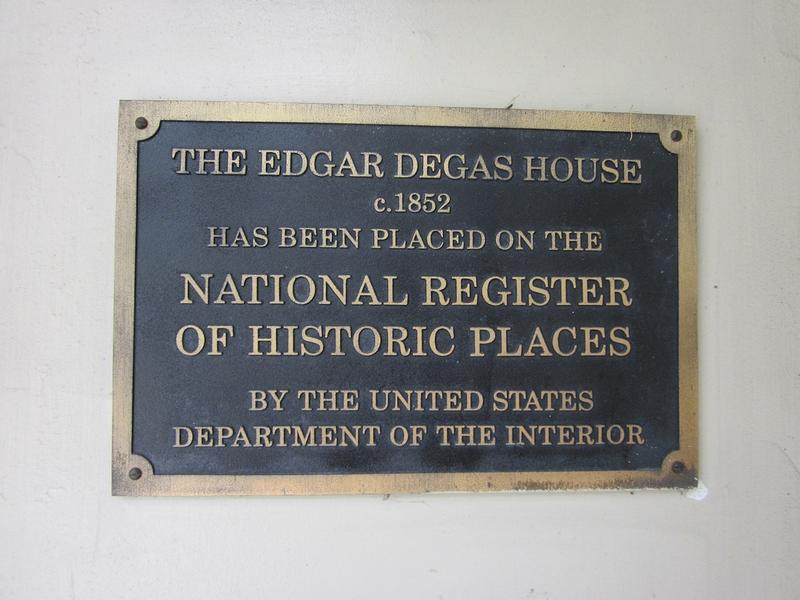 THE EDGAR DEGAS HOUSE
c.1852
HAS BEEN PLACED ON THE
NATIONAL REGISTER
OF HISTORIC PLACES
BY THE UNITED STATES
DEPARTMENT OF THE INTERIOR